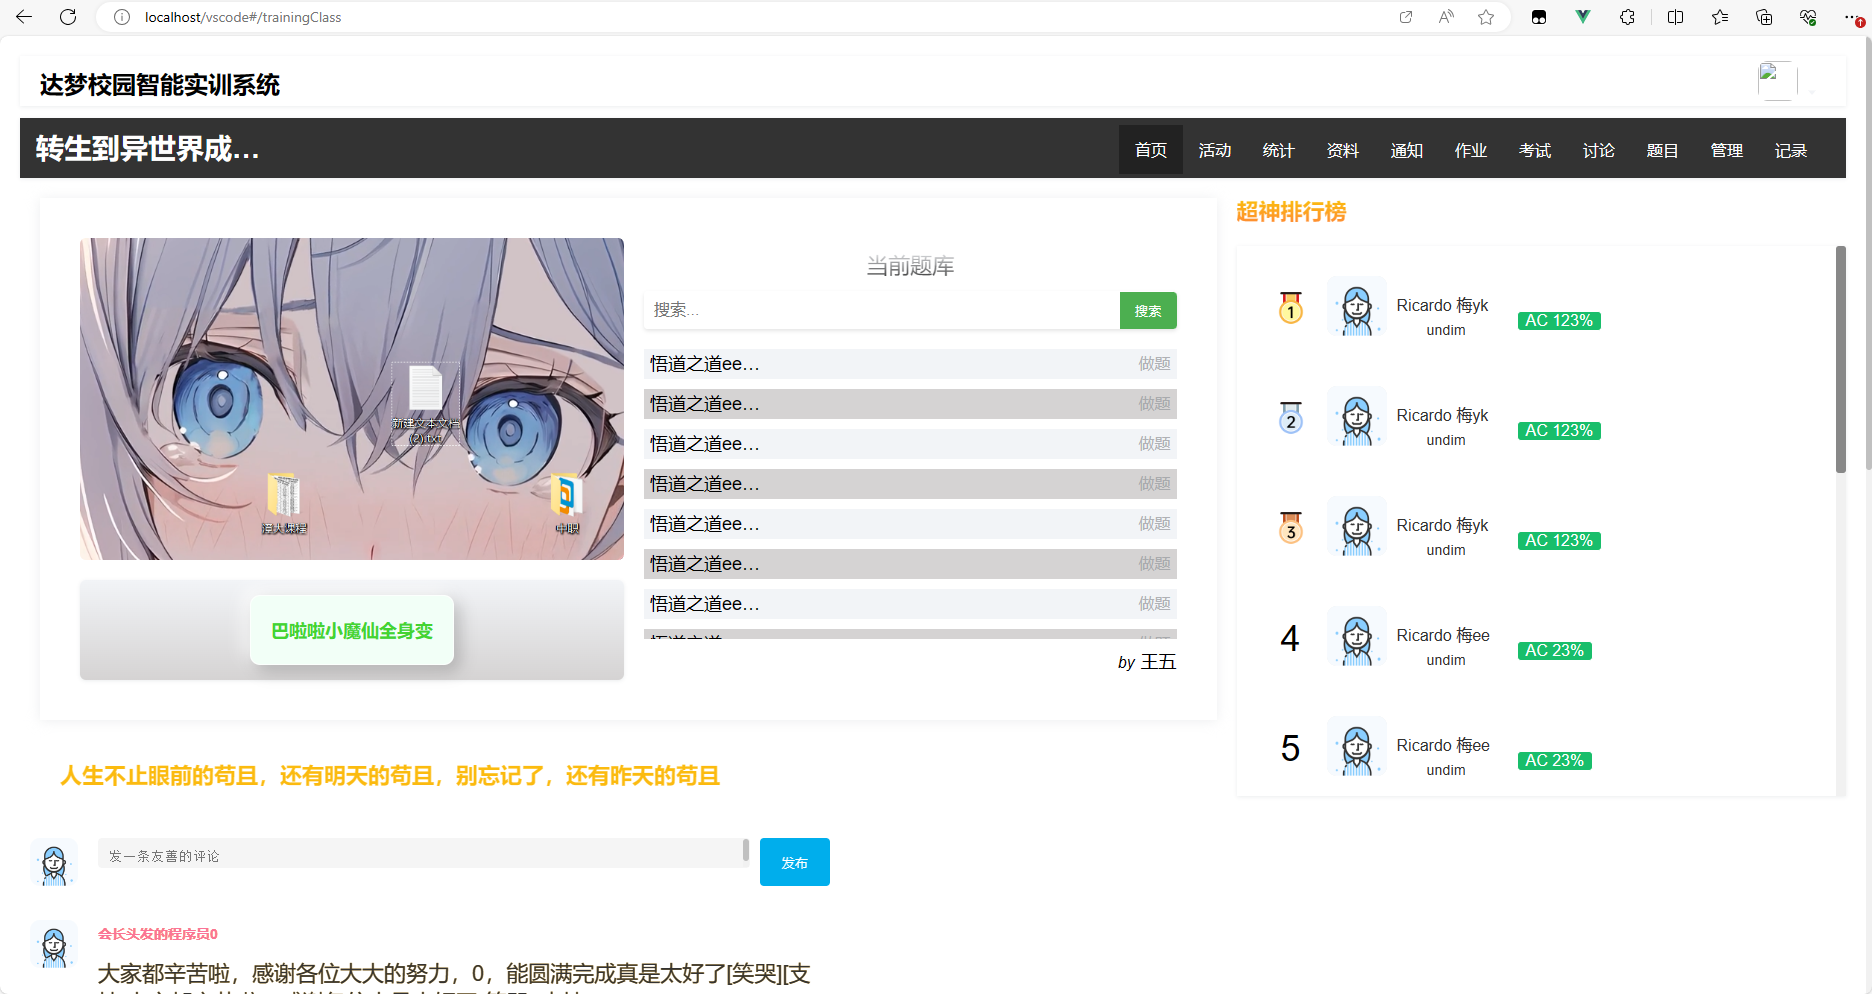 localhost/vscode#/trainingClass
达梦校园智能实训系统
转生到异世界成...
首页 活动 统计 资料 通知 作业 考试 讨论 题目 管理 记录
新建文本文档
(2).txt
中职
巴啦啦小魔仙全身变
当前题库
搜索...
搜索
悟道之道ee... 做题
悟道之道ee... 做题
悟道之道ee... 做题
悟道之道ee... 做题
悟道之道ee... 做题
悟道之道ee... 做题
悟道之道ee... 做题
by 王五
超神排行榜
1 Ricardo 梅yk
undim
AC 123%
2 Ricardo 梅yk
undim
AC 123%
3 Ricardo 梅yk
undim
AC 123%
4 Ricardo 梅ee
undim
AC 23%
5 Ricardo 梅ee
undim
AC 23%
人生不止眼前的苟且，还有明天的苟且，别忘记了，还有昨天的苟且
发一条友善的评论
发布
会长头发的程序员0
大家都辛苦啦，感谢各位大大的努力，0，能圆满完成真是太好了[笑哭][支